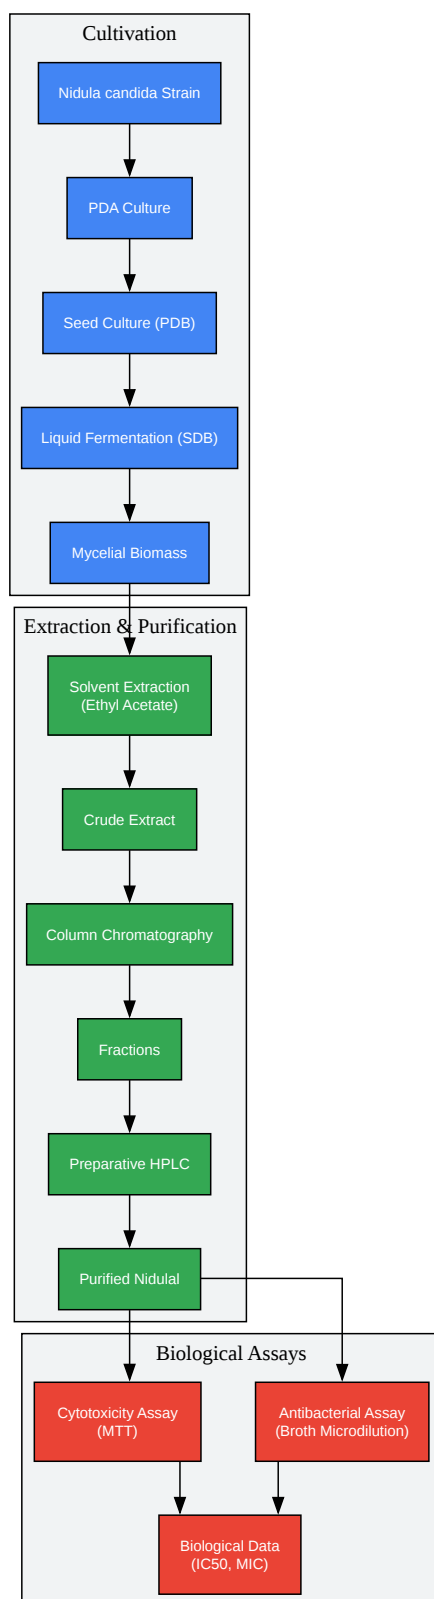 Cultivation
Nidula candida Strain
PDA Culture
Seed Culture (PDB)
Liquid Fermentation (SDB)
Mycelial Biomass
Extraction & Purification
Solvent Extraction
(Ethyl Acetate)
Crude Extract
Column Chromatography
Fractions
Preparative HPLC
Purified Nidulal
Biological Assays
Cytotoxicity Assay
(MTT)
Antibacterial Assay
(Broth Microdilution)
Biological Data
(IC50, MIC)